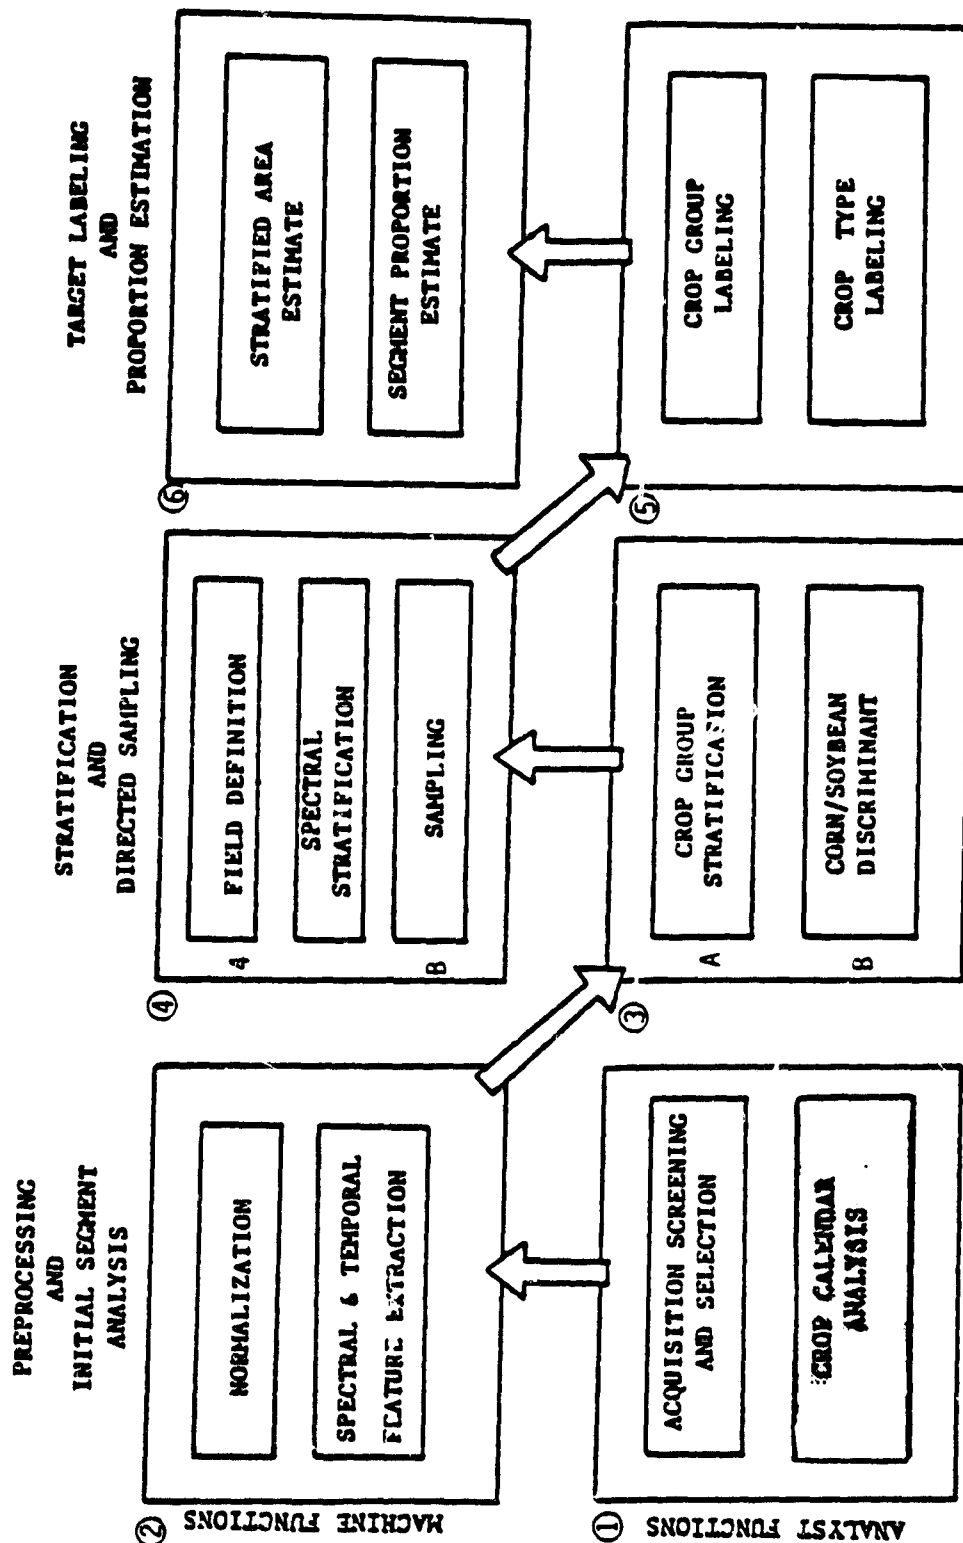 PREPROCESSING
AND
INITIAL SEGMENT
ANALYSIS
STRATIFICATION
AND
DIRECTED SAMPLING
TARGET LABELING
AND
PROPORTION ESTIMATION
MACHINE FUNCTIONS
②
NORMALIZATION
SPECTRAL & TEMPORAL
FEATURE EXTRACTION
④
4
FIELD DEFINITION
SPECTRAL
STRATIFICATION
B
SAMPLING
⑥
STRATIFIED AREA
ESTIMATE
SEGMENT PROPORTION
ESTIMATE
ANALYST FUNCTIONS
①
ACQUISITION SCREENING
AND SELECTION
CROP CALENDAR
ANALYSIS
③
A
CROP GROUP
STRATIFICATION
B
CORN/SOYBEAN
DISCRIMINANT
⑤
CROP GROUP
LABELING
CROP TYPE
LABELING